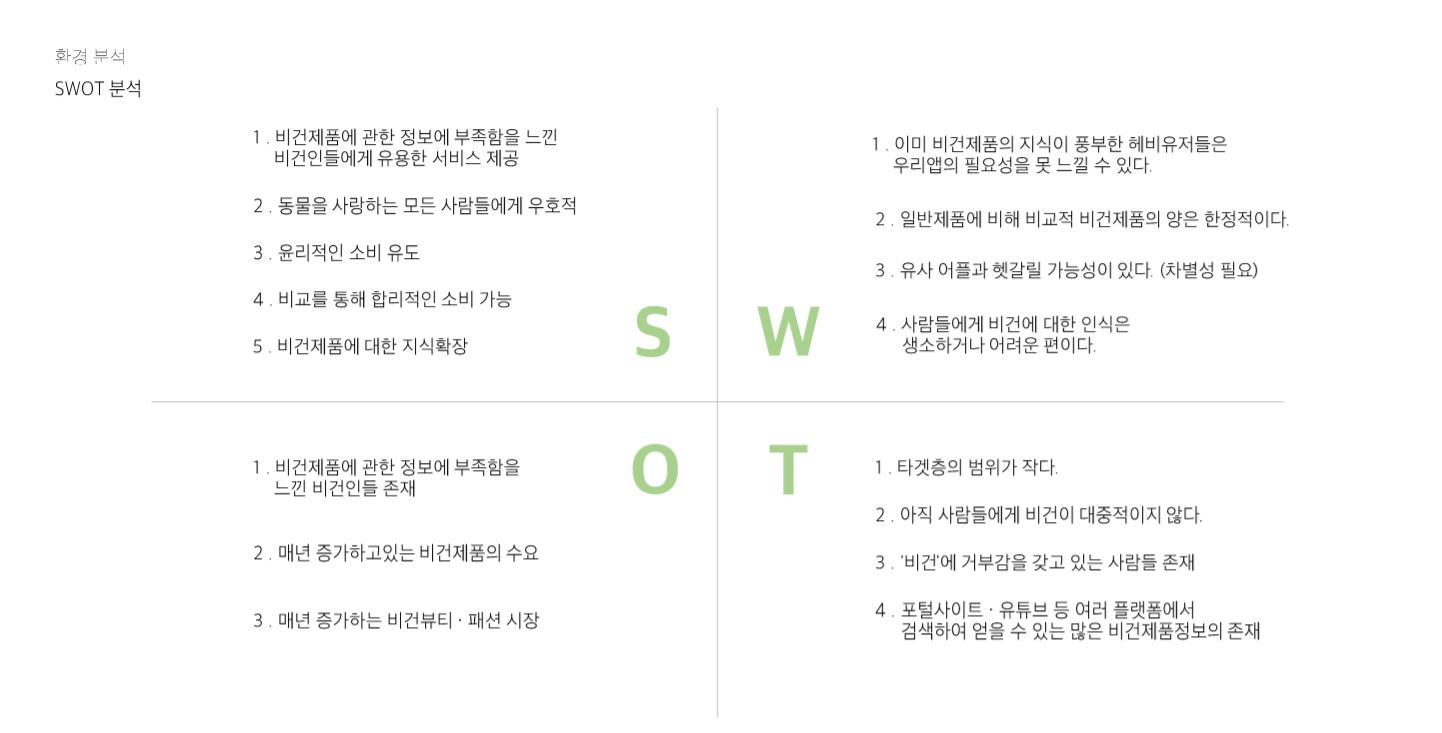 환경 분석
SWOT 분석
1 . 비건제품에 관한 정보에 부족함을 느낀
비건인들에게 유용한 서비스 제공
2 . 동물을 사랑하는 모든 사람들에게 우호적
3 . 윤리적인 소비 유도
4 . 비교를 통해 합리적인 소비 가능
5 . 비건제품에 대한 지식확장
S
1 . 이미 비건제품의 지식이 풍부한 헤비유저들은
우리앱의 필요성을 못 느낄 수 있다.
2 . 일반제품에 비해 비교적 비건제품의 양은 한정적이다.
3 . 유사 어플과 헷갈릴 가능성이 있다. (차별성 필요)
4 . 사람들에게 비건에 대한 인식은
생소하거나 어려운 편이다.
W
1 . 비건제품에 관한 정보에 부족함을
느낀 비건인들 존재
2 . 매년 증가하고있는 비건제품의 수요
3 . 매년 증가하는 비건뷰티 · 패션 시장
O
T
1 . 타겟층의 범위가 작다.
2 . 아직 사람들에게 비건이 대중적이지 않다.
3 . '비건'에 거부감을 갖고 있는 사람들 존재
4 . 포털사이트 · 유튜브 등 여러 플랫폼에서
검색하여 얻을 수 있는 많은 비건제품정보의 존재